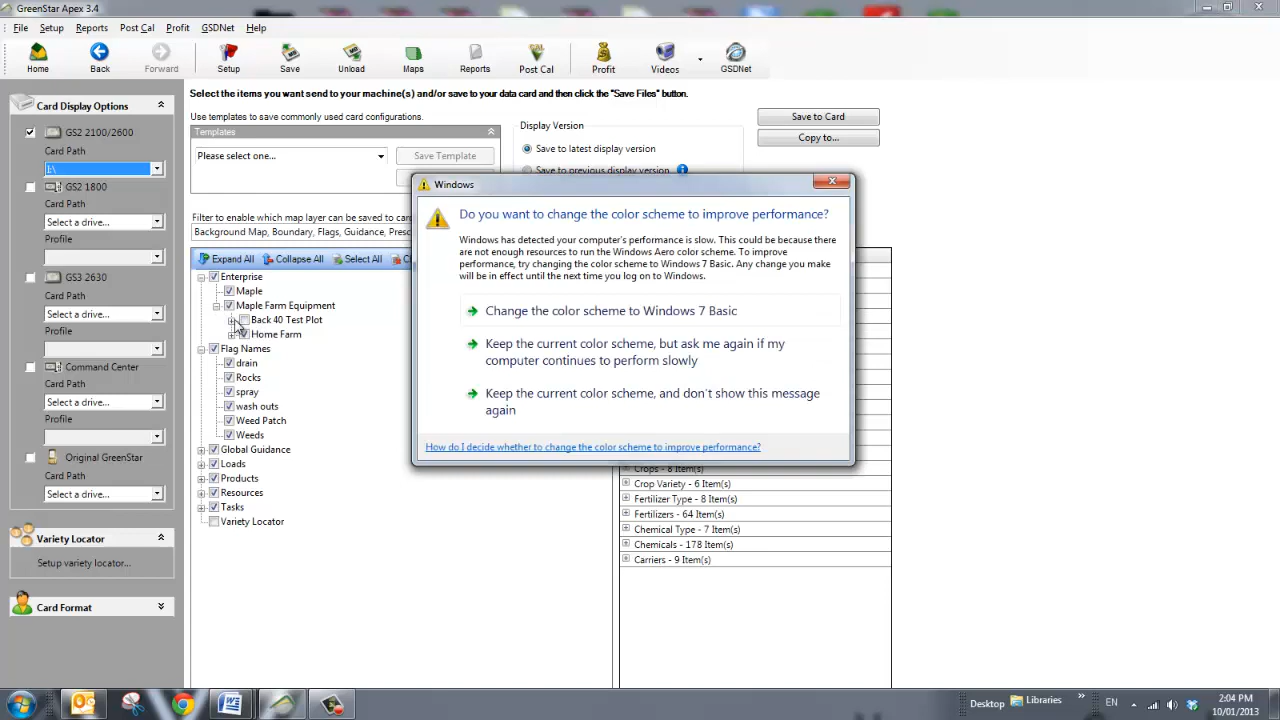 GreenStar Apex 3.4
File Setup Reports Post Cal Profit GSDNet Help
Home Back Forward Setup Save Unload Maps Reports Post Cal Profit Videos GSDNet
Card Display Options
GS2 2100/2600
Card Path
I:\
GS2 1800
Card Path
Select a drive...
Profile
GS3 2630
Card Path
Select a drive...
Profile
Command Center
Card Path
Select a drive...
Profile
Original GreenStar
Card Path
Select a drive...
Variety Locator
Setup variety locator...
Card Format
Select the items you want send to your machine(s) and/or save to your data card and then click the "Save Files" button.
Use templates to save commonly used card configurations.
Templates
Please select one...
Save Template
Display Version
Save to latest display version
Save to previous display version
Save to Card
Copy to...
Filter to enable which map layer can be saved to car
Background Map, Boundary, Flags, Guidance, Presc
Expand All Collapse All Select All C
Enterprise
Maple
Maple Farm Equipment
Back 40 Test Plot
Home Farm
Flag Names
drain
Rocks
spray
wash outs
Weed Patch
Weeds
Global Guidance
Loads
Products
Resources
Tasks
Variety Locator
Windows
Do you want to change the color scheme to improve performance?
Windows has detected your computer's performance is slow. This could be because there
are not enough resources to run the Windows Aero color scheme. To improve
performance, try changing the color scheme to Windows 7 Basic. Any change you make
will be in effect until the next time you log on to Windows.
Change the color scheme to Windows 7 Basic
Keep the current color scheme, but ask me again if my
computer continues to perform slowly
Keep the current color scheme, and don't show this message
again
How do I decide whether to change the color scheme to improve performance?
Crops - 8 Item(s)
Crop Variety - 6 Item(s)
Fertilizer Type - 8 Item(s)
Fertilizers - 64 Item(s)
Chemical Type - 7 Item(s)
Chemicals - 178 Item(s)
Carriers - 9 Item(s)
Desktop Libraries EN
2:04 PM
10/01/2013